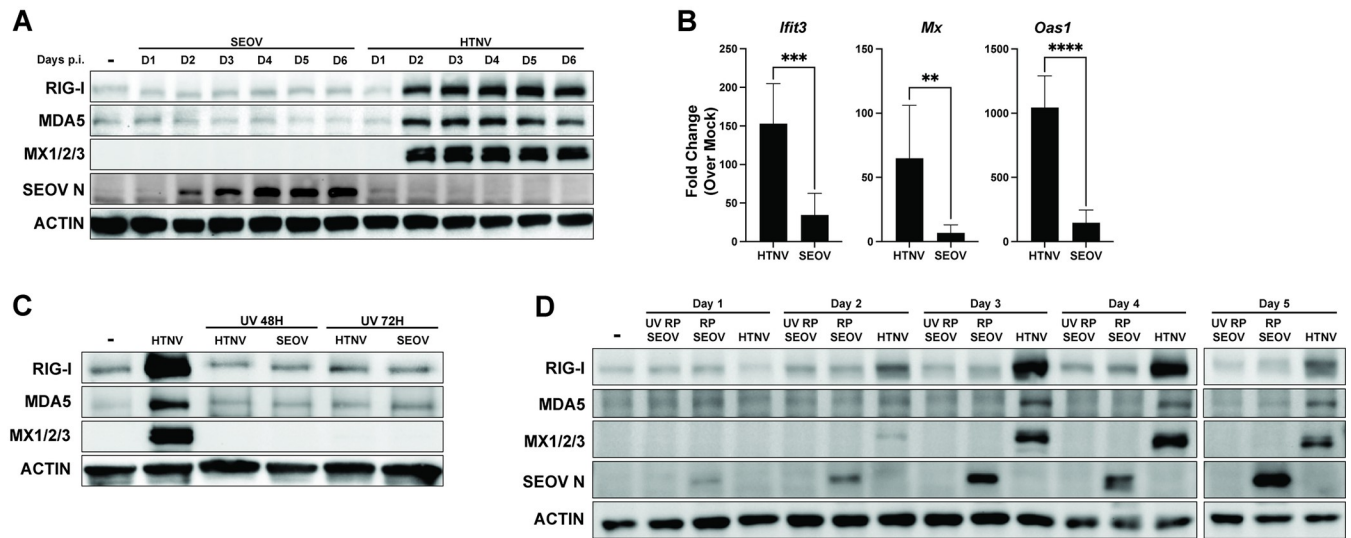 A
SEOV HTNV
Days p.i. - D1 D2 D3 D4 D5 D6 D1 D2 D3 D4 D5 D6
RIG-I
MDA5
MX1/2/3
SEOV N
ACTIN
B
Ifit3 Mx Oas1
Fold Change
(Over Mock)
250
200
150
100
50
0
***
HTNV SEOV
150
100
50
0
**
HTNV SEOV
1500
1000
500
0
****
HTNV SEOV
C
UV 48H UV 72H
- HTNV HTNV SEOV HTNV SEOV
RIG-I
MDA5
MX1/2/3
ACTIN
D
Day 1 Day 2 Day 3 Day 4 Day 5
UV RP RP UV RP RP UV RP RP UV RP RP UV RP RP
- SEOV SEOV HTNV SEOV SEOV HTNV SEOV SEOV HTNV SEOV SEOV HTNV SEOV SEOV HTNV
RIG-I
MDA5
MX1/2/3
SEOV N
ACTIN